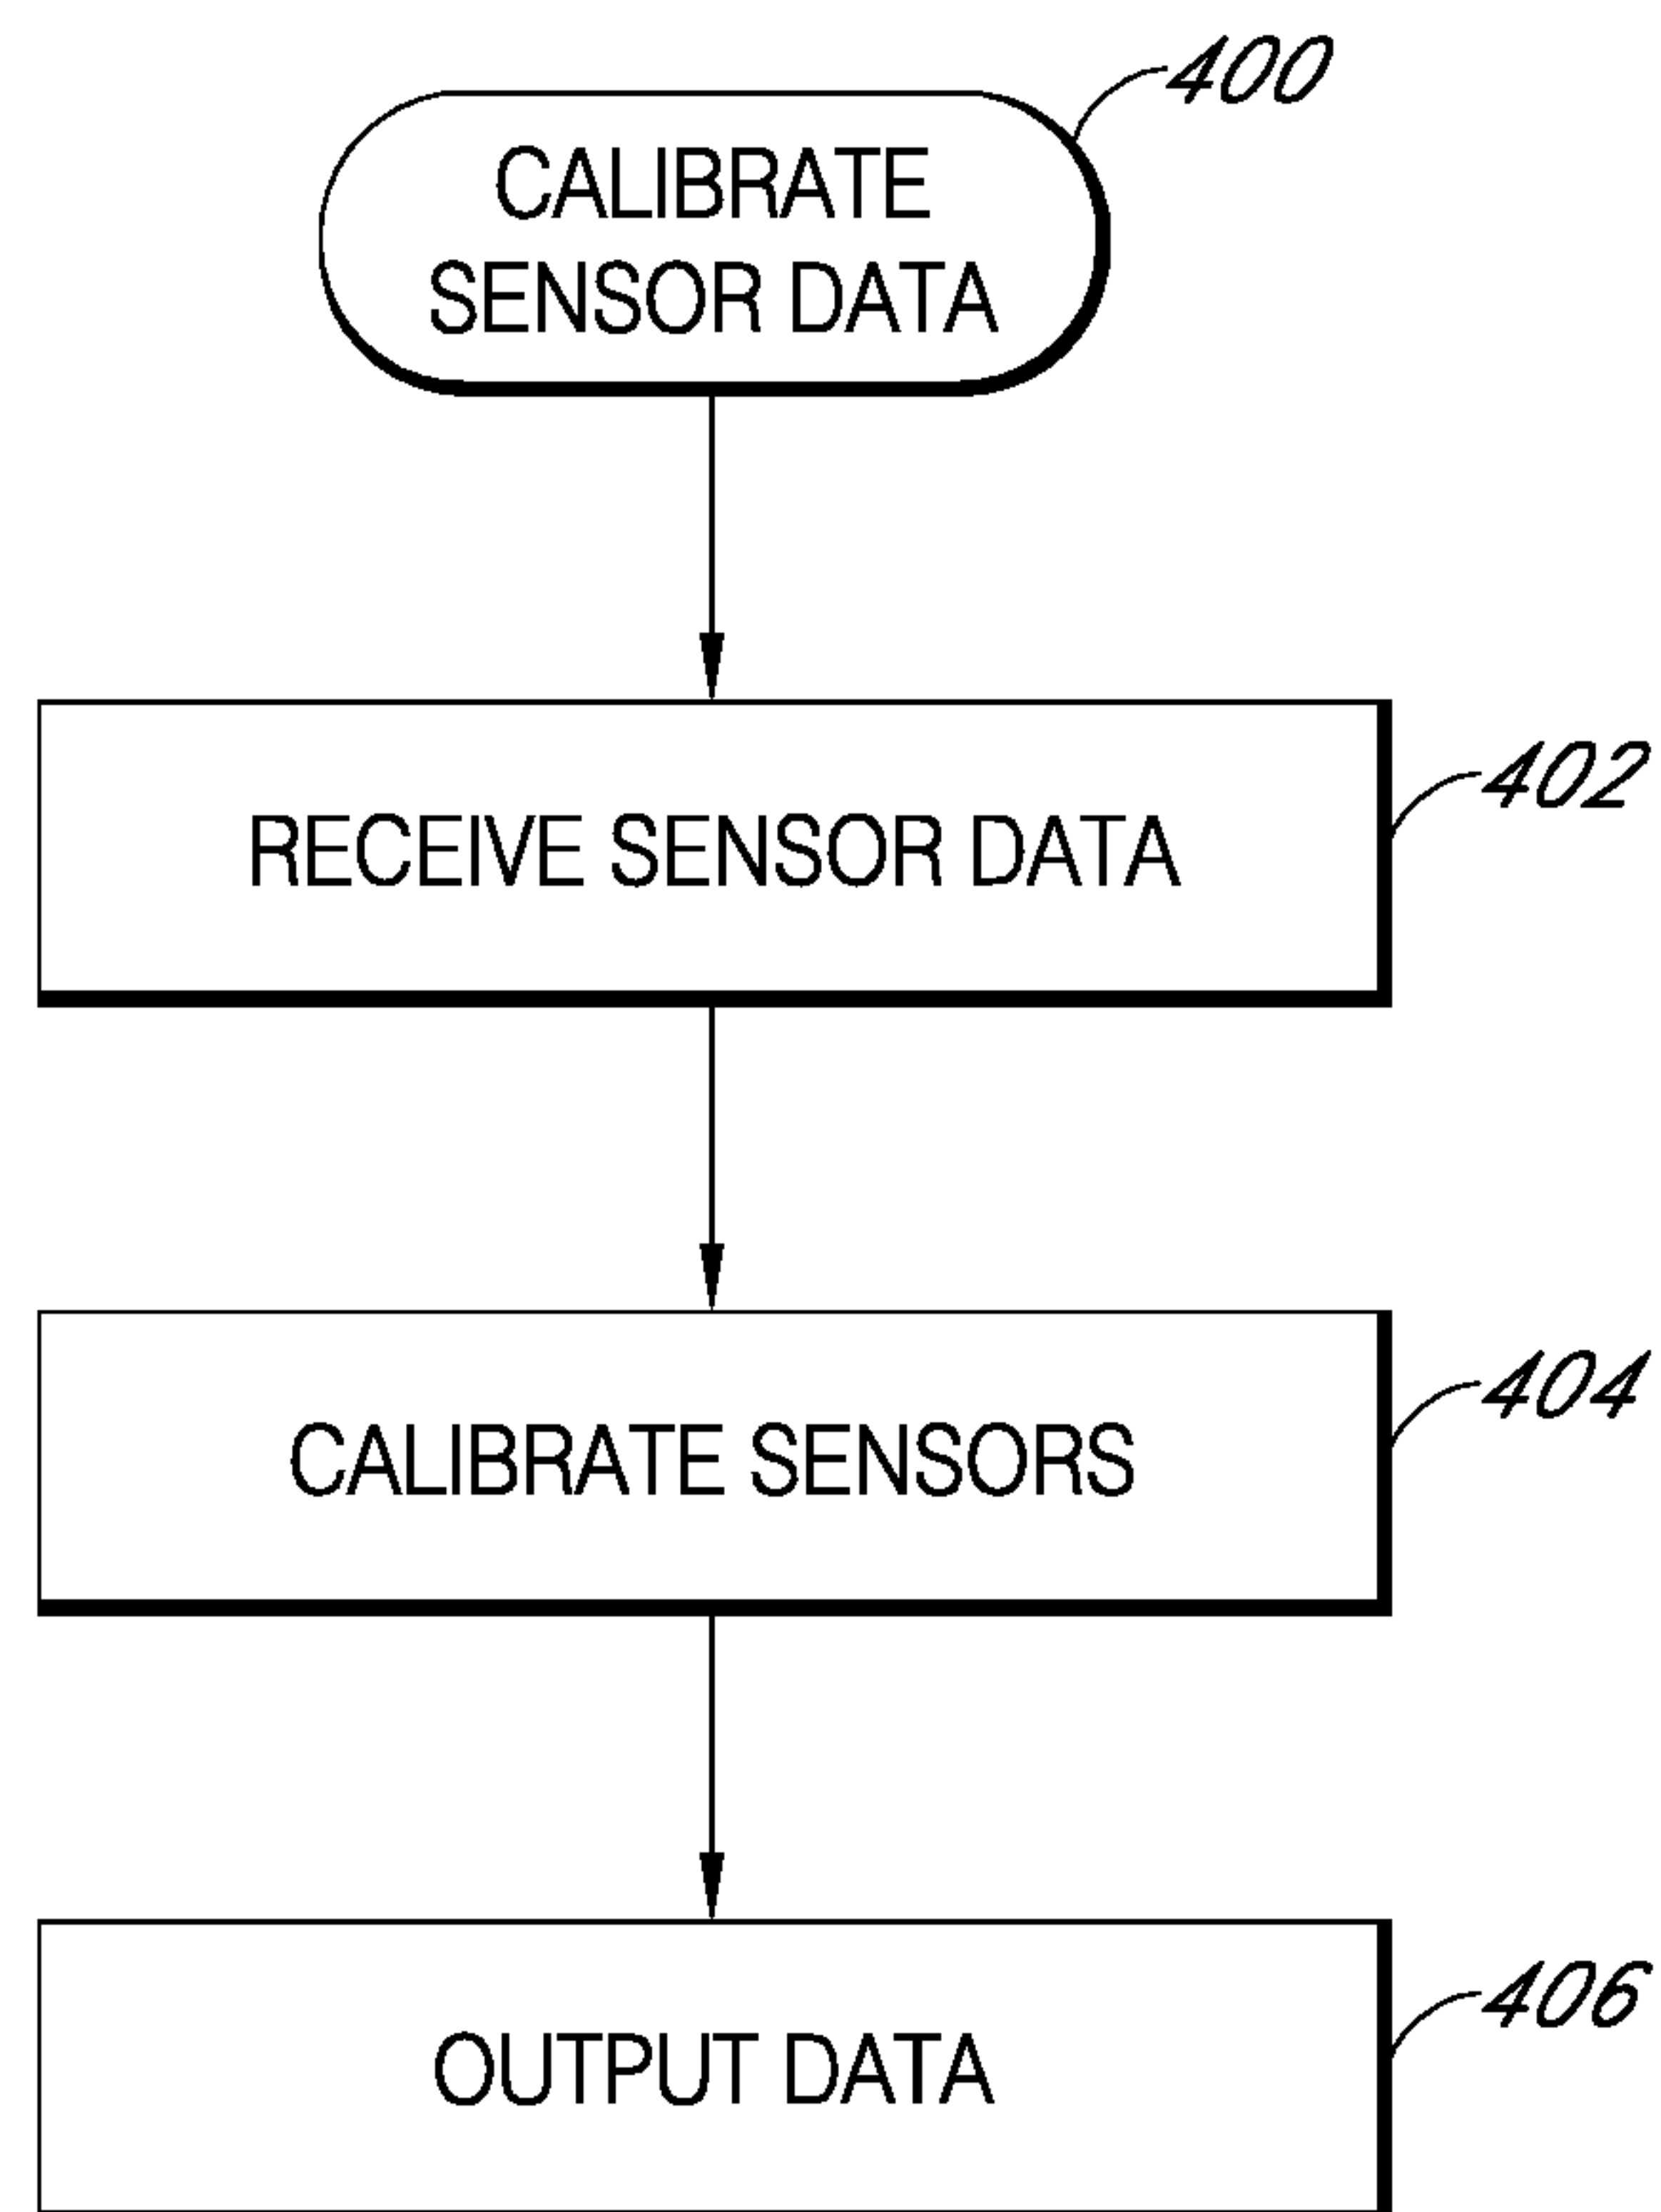 400
CALIBRATE
SENSOR DATA
402
RECEIVE SENSOR DATA
404
CALIBRATE SENSORS
406
OUTPUT DATA